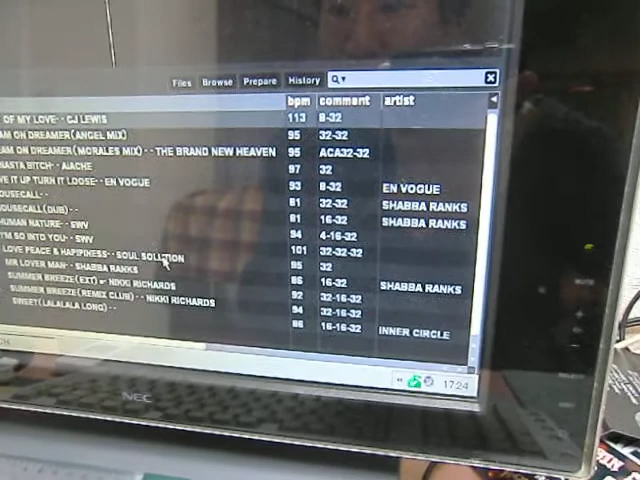 Files Browse Prepare History
bpm comment artist
OF MY LOVE-- CJ LEWIS 113 8-32
AM ON DREAMER(ANGEL MIX) 95 32-32
AM ON DREAMER(MORALES MIX)-- THE BRAND NEW HEAVEN 95 ACA32-32
NASTA BITCH-- AIACHE 97 32
VE IT UP TURN IT LOOSE-- EN VOGUE 93 8-32 EN VOGUE
OUSECALL-- 81 32-32 SHABBA RANKS
OUSECALL(DUB)-- 81 16-32 SHABBA RANKS
HUMAN NATURE-- SWV 94 4-16-32
I'M SO INTO YOU-- SWV 101 32-32-32
LOVE PEACE & HAPIPINESS-- SOUL SOLUTION 95 32
MR LOVER MAN-- SHABBA RANKS 86 16-32 SHABBA RANKS
SUMMER BREEZE(EXT)-- NIKKI RICHARDS 92 32-16-32
SUMMER BREEZE(REMIX CLUB)-- NIKKI RICHARDS 94 32-16-32
SWEET(LALALALA LONG)-- 86 16-16-32 INNER CIRCLE
CH
17:24
NEC